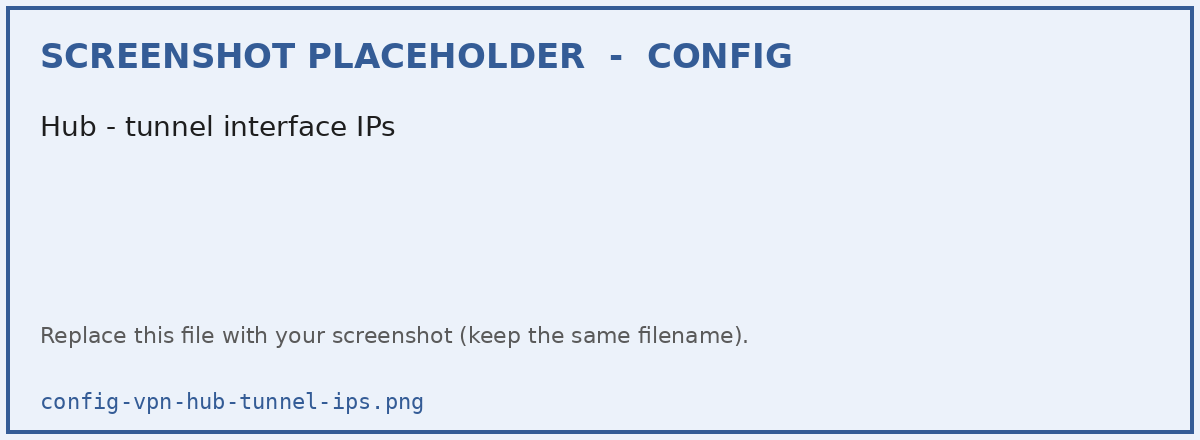 SCREENSHOT PLACEHOLDER - CONFIG
Hub - tunnel interface IPs
Replace this file with your screenshot (keep the same filename).
config-vpn-hub-tunnel-ips.png